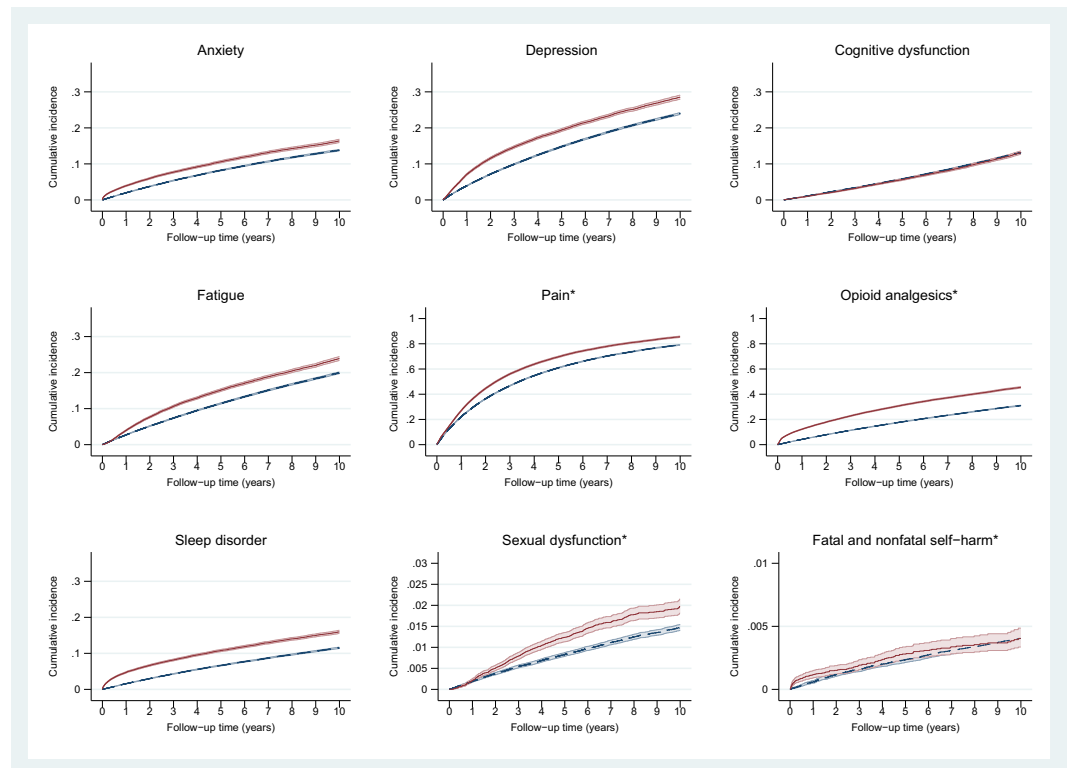 Anxiety
Cumulative incidence
.3
.2
.1
0
0 1 2 3 4 5 6 7 8 9 10
Follow−up time (years)
Depression
Cumulative incidence
.3
.2
.1
0
0 1 2 3 4 5 6 7 8 9 10
Follow−up time (years)
Cognitive dysfunction
Cumulative incidence
.3
.2
.1
0
0 1 2 3 4 5 6 7 8 9 10
Follow−up time (years)
Fatigue
Cumulative incidence
.3
.2
.1
0
0 1 2 3 4 5 6 7 8 9 10
Follow−up time (years)
Pain*
Cumulative incidence
1
.8
.6
.4
.2
0
0 1 2 3 4 5 6 7 8 9 10
Follow−up time (years)
Opioid analgesics*
Cumulative incidence
1
.8
.6
.4
.2
0
0 1 2 3 4 5 6 7 8 9 10
Follow−up time (years)
Sleep disorder
Cumulative incidence
.3
.2
.1
0
0 1 2 3 4 5 6 7 8 9 10
Follow−up time (years)
Sexual dysfunction*
Cumulative incidence
.03
.025
.02
.015
.01
.005
0
0 1 2 3 4 5 6 7 8 9 10
Follow−up time (years)
Fatal and nonfatal self−harm*
Cumulative incidence
.01
.005
0
0 1 2 3 4 5 6 7 8 9 10
Follow−up time (years)